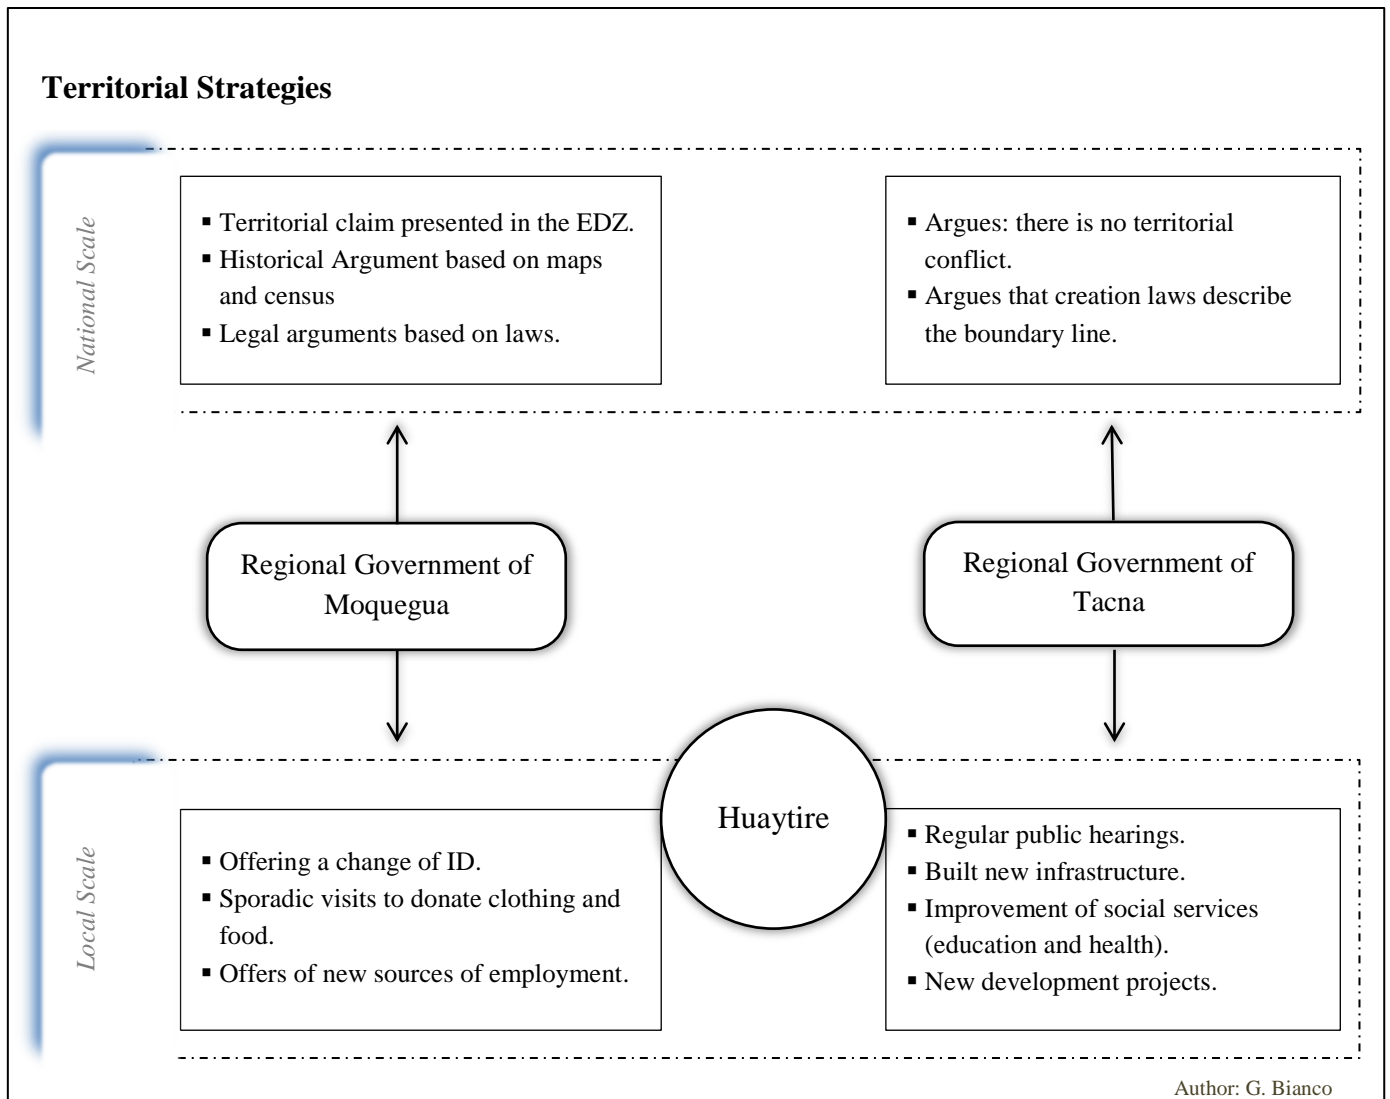 Territorial Strategies
National Scale
▪ Territorial claim presented in the EDZ.
▪ Historical Argument based on maps
and census
▪ Legal arguments based on laws.
▪ Argues: there is no territorial
conflict.
▪ Argues that creation laws describe
the boundary line.
Regional Government of
Moquegua
Regional Government of
Tacna
Huaytire
Local Scale
▪ Offering a change of ID.
▪ Sporadic visits to donate clothing and
food.
▪ Offers of new sources of employment.
▪ Regular public hearings.
▪ Built new infrastructure.
▪ Improvement of social services
(education and health).
▪ New development projects.
Author: G. Bianco